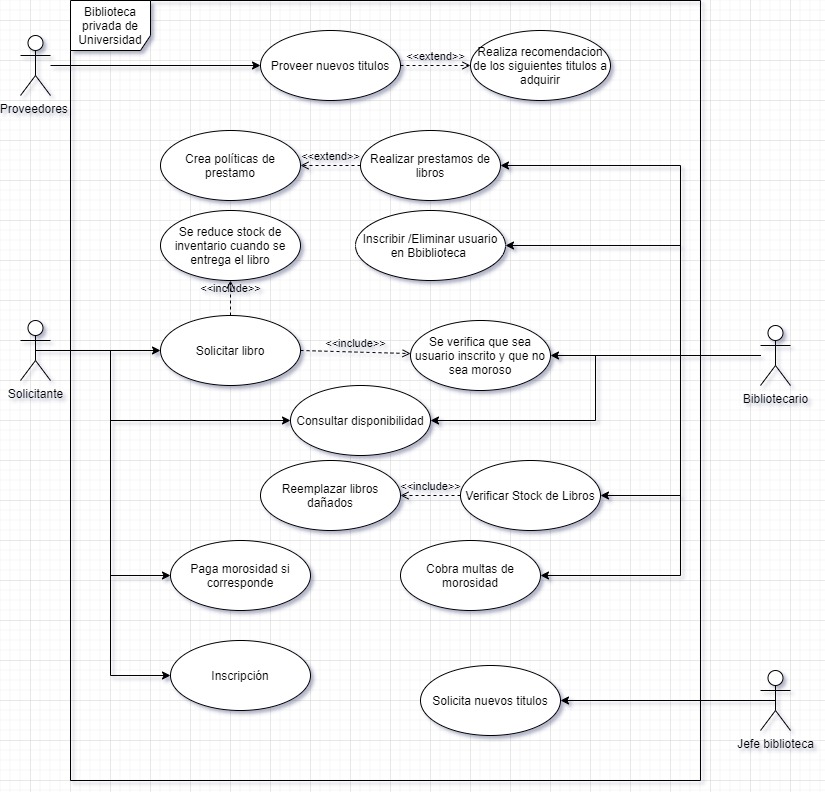 Biblioteca
privada de
Universidad
Proveedores
Proveer nuevos titulos
<<extend>>
Realiza recomendacion
de los siguientes titulos a
adquirir
Crea políticas de
prestamo
<<extend>>
Realizar prestamos de
libros
Se reduce stock de
inventario cuando se
entrega el libro
Inscribir /Eliminar usuario
en Bbiblioteca
<<include>>
Solicitante
Solicitar libro
<<include>>
Se verifica que sea
usuario inscrito y que no
sea moroso
Bibliotecario
Consultar disponibilidad
Reemplazar libros
dañados
<<include>>
Verificar Stock de Libros
Paga morosidad si
corresponde
Cobra multas de
morosidad
Inscripción
Solicita nuevos titulos
Jefe biblioteca